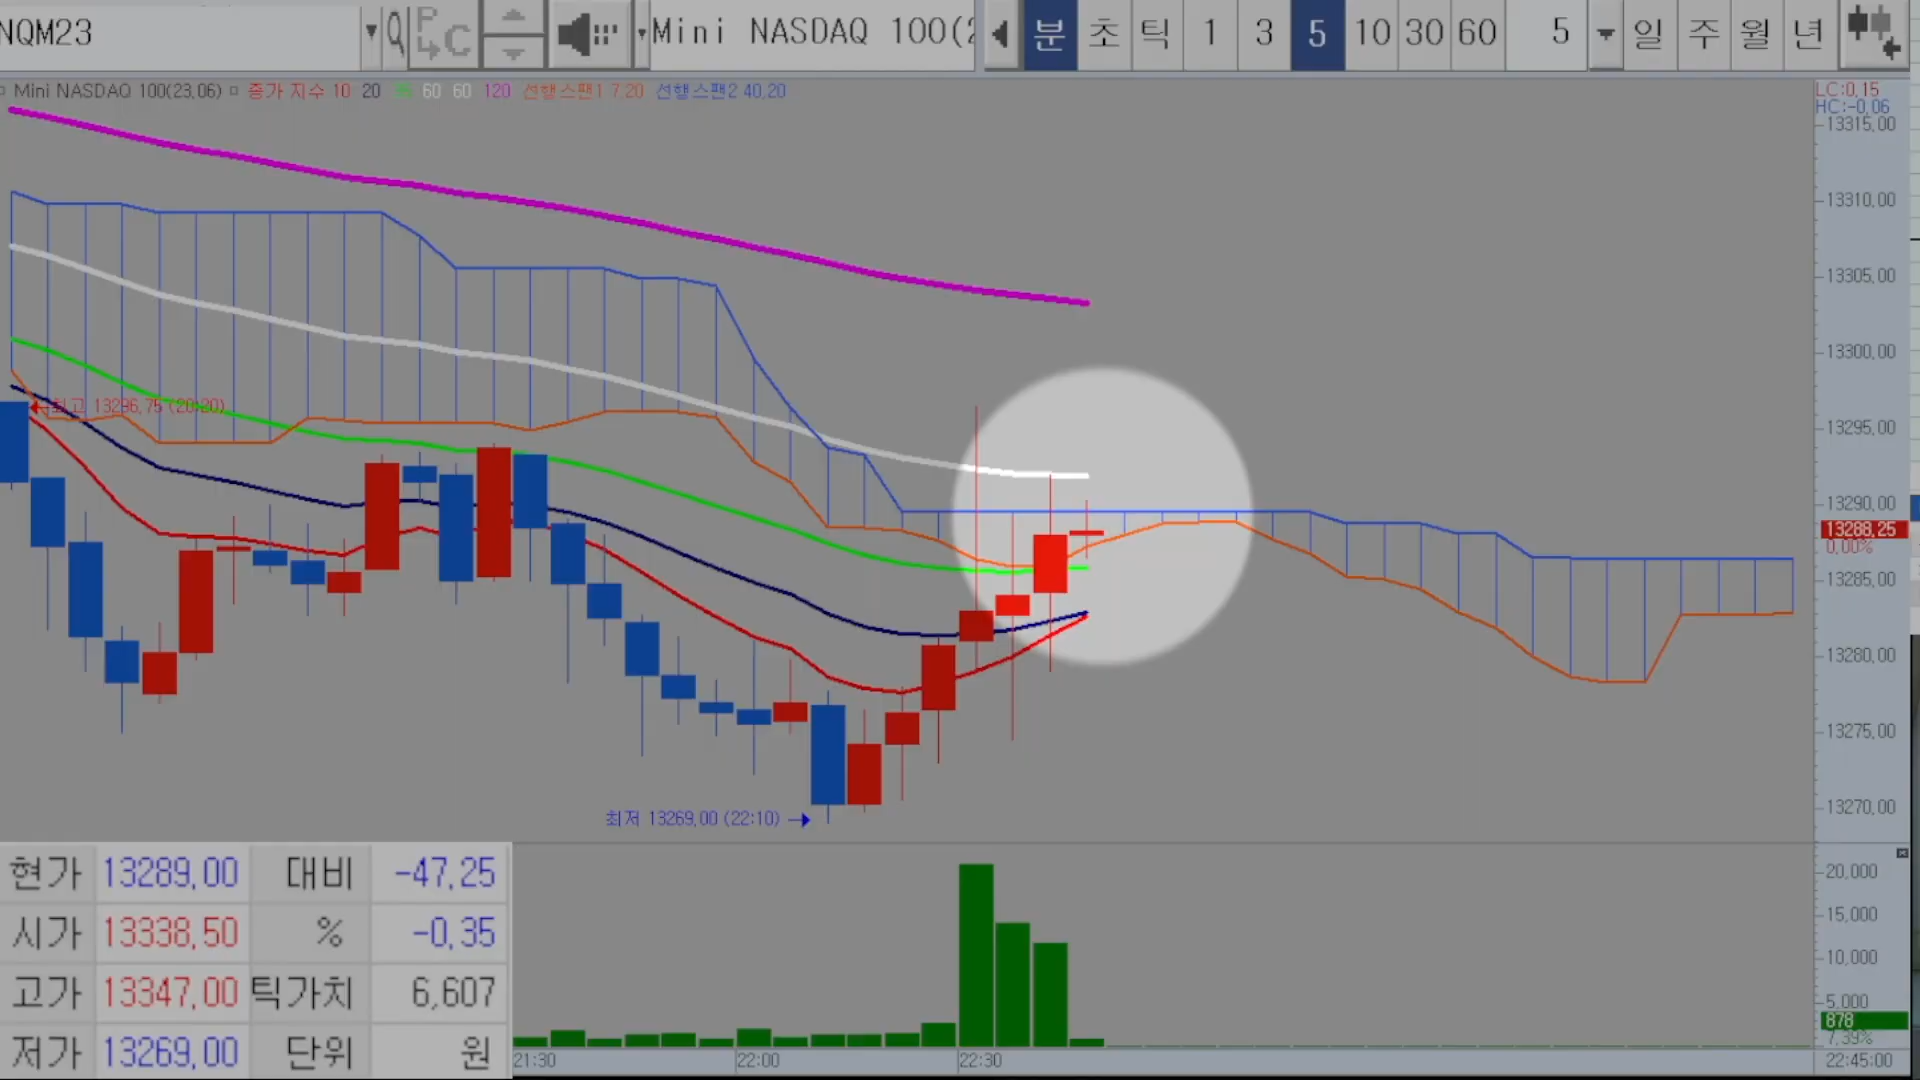 NQM23
Mini NASDAQ 100(2
분 초 틱 1 3 5 10 30 60 5 일 주 월 년
Mini NASDAQ 100(23,06) 종가 지수 10 20 60 60 120 선행스팬1 7,20 선행스팬2 40,20
LC:0,15
HC:-0,06
13315,00
13310,00
13305,00
13300,00
최고 13296,75 (20:20)
13295,00
13290,00
13288,25
0,00%
13285,00
13280,00
13275,00
13270,00
최저 13269,00 (22:10)
현가 13289,00 대비 -47,25
시가 13338,50 % -0,35
고가 13347,00 틱가치 6,607
저가 13269,00 단위 원
20,000
15,000
10,000
5,000
878
7,39%
21:30 22:00 22:30 22:45:00